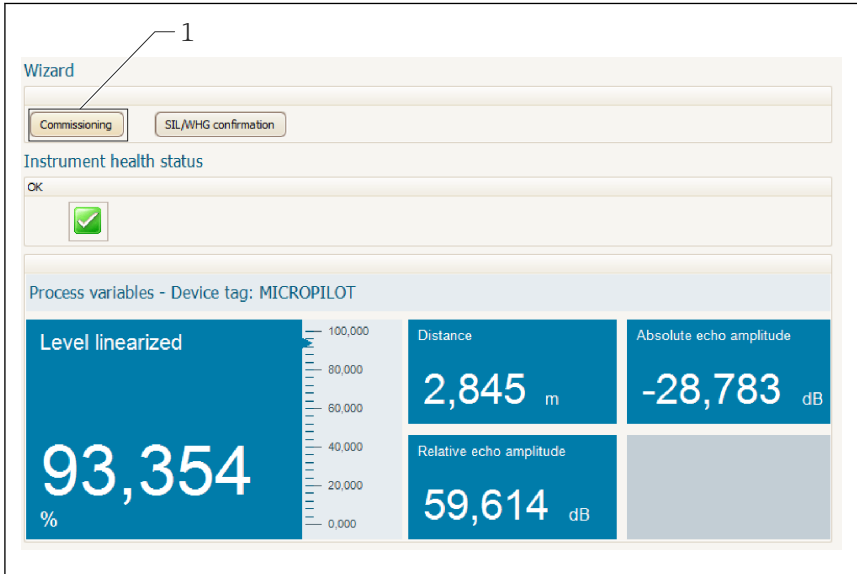 1
Wizard
Commissioning
SIL/WHG confirmation
Instrument health status
OK
Process variables - Device tag: MICROPILOT
Level linearized
93,354
%
100,000
80,000
60,000
40,000
20,000
0,000
Distance
2,845 m
Absolute echo amplitude
-28,783 dB
Relative echo amplitude
59,614 dB